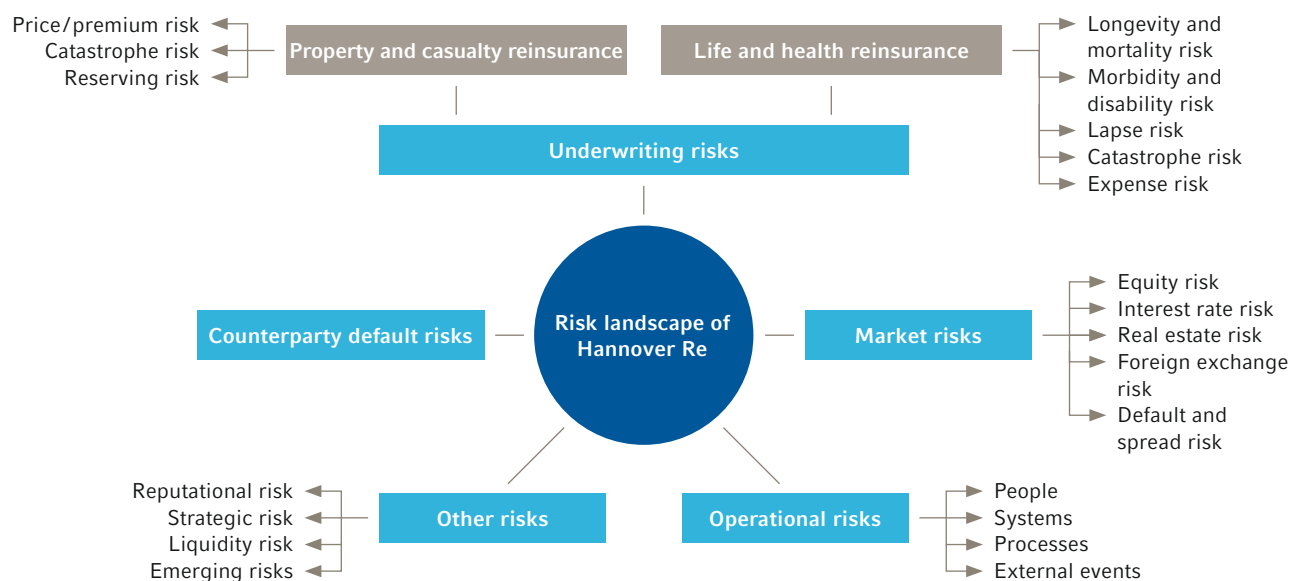 Price/premium risk
Catastrophe risk
Reserving risk
Property and casualty reinsurance
Life and health reinsurance
Longevity and
mortality risk
Morbidity and
disability risk
Lapse risk
Catastrophe risk
Expense risk
Underwriting risks
Counterparty default risks
Risk landscape of
Hannover Re
Market risks
Equity risk
Interest rate risk
Real estate risk
Foreign exchange
risk
Default and
spread risk
Reputational risk
Strategic risk
Liquidity risk
Emerging risks
Other risks
Operational risks
People
Systems
Processes
External events